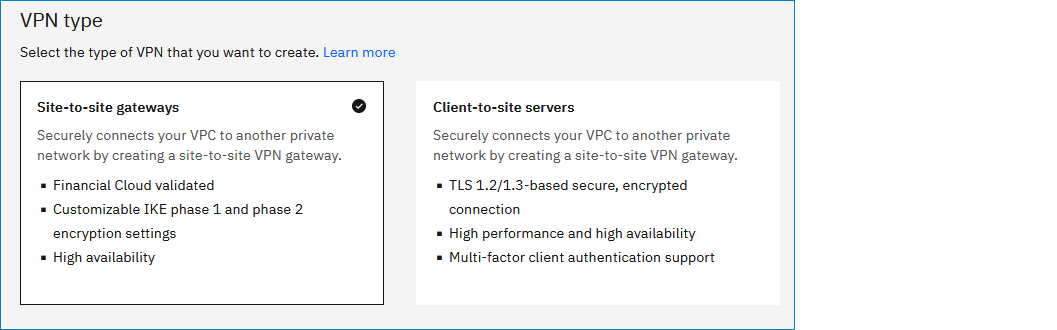 VPN type
Select the type of VPN that you want to create. Learn more
Site-to-site gateways
Securely connects your VPC to another private
network by creating a site-to-site VPN gateway.
▪ Financial Cloud validated
▪ Customizable IKE phase 1 and phase 2
encryption settings
▪ High availability
Client-to-site servers
Securely connects your VPC to another private
network by creating a site-to-site VPN gateway.
▪ TLS 1.2/1.3-based secure, encrypted
connection
▪ High performance and high availability
▪ Multi-factor client authentication support